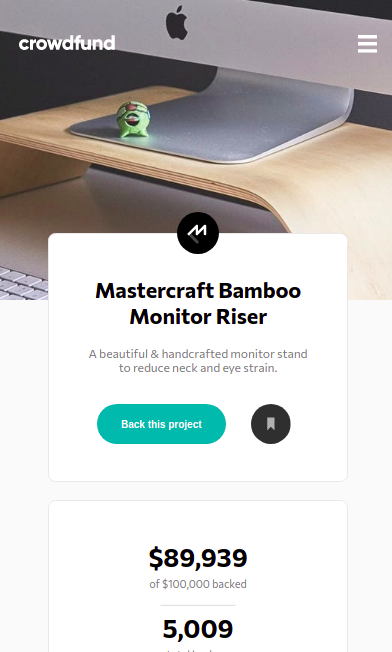 crowdfund
Mastercraft Bamboo
Monitor Riser
A beautiful & handcrafted monitor stand
to reduce neck and eye strain.
Back this project
$89,939
of $100,000 backed
5,009